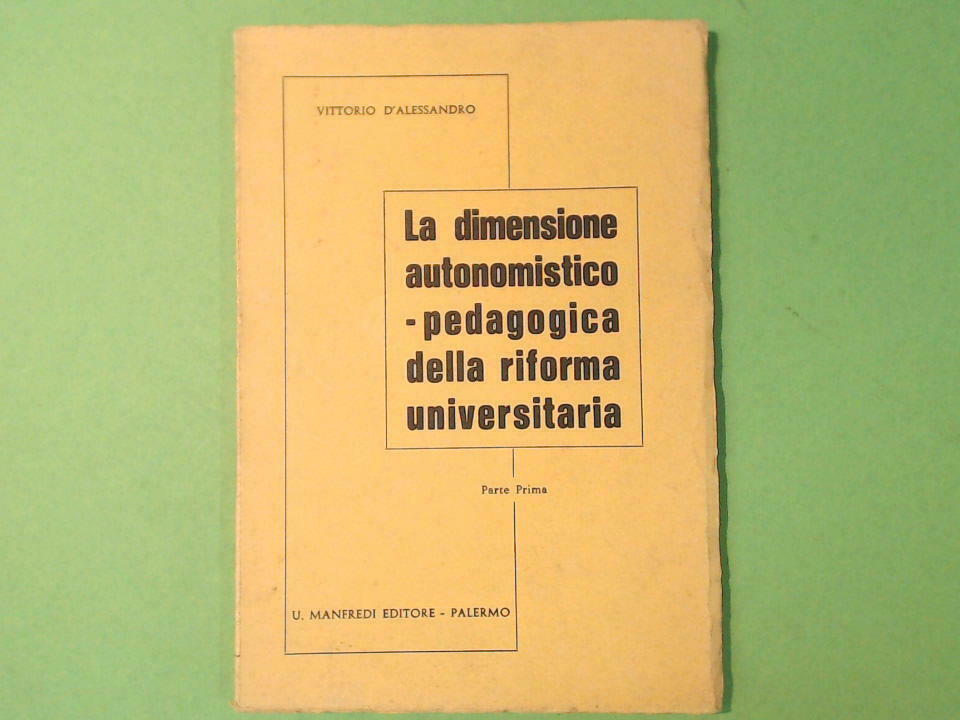 VITTORIO D'ALESSANDRO
La dimensione
autonomistico
-pedagogica
della riforma
universitaria
Parte Prima
U. MANFREDI EDITORE - PALERMO